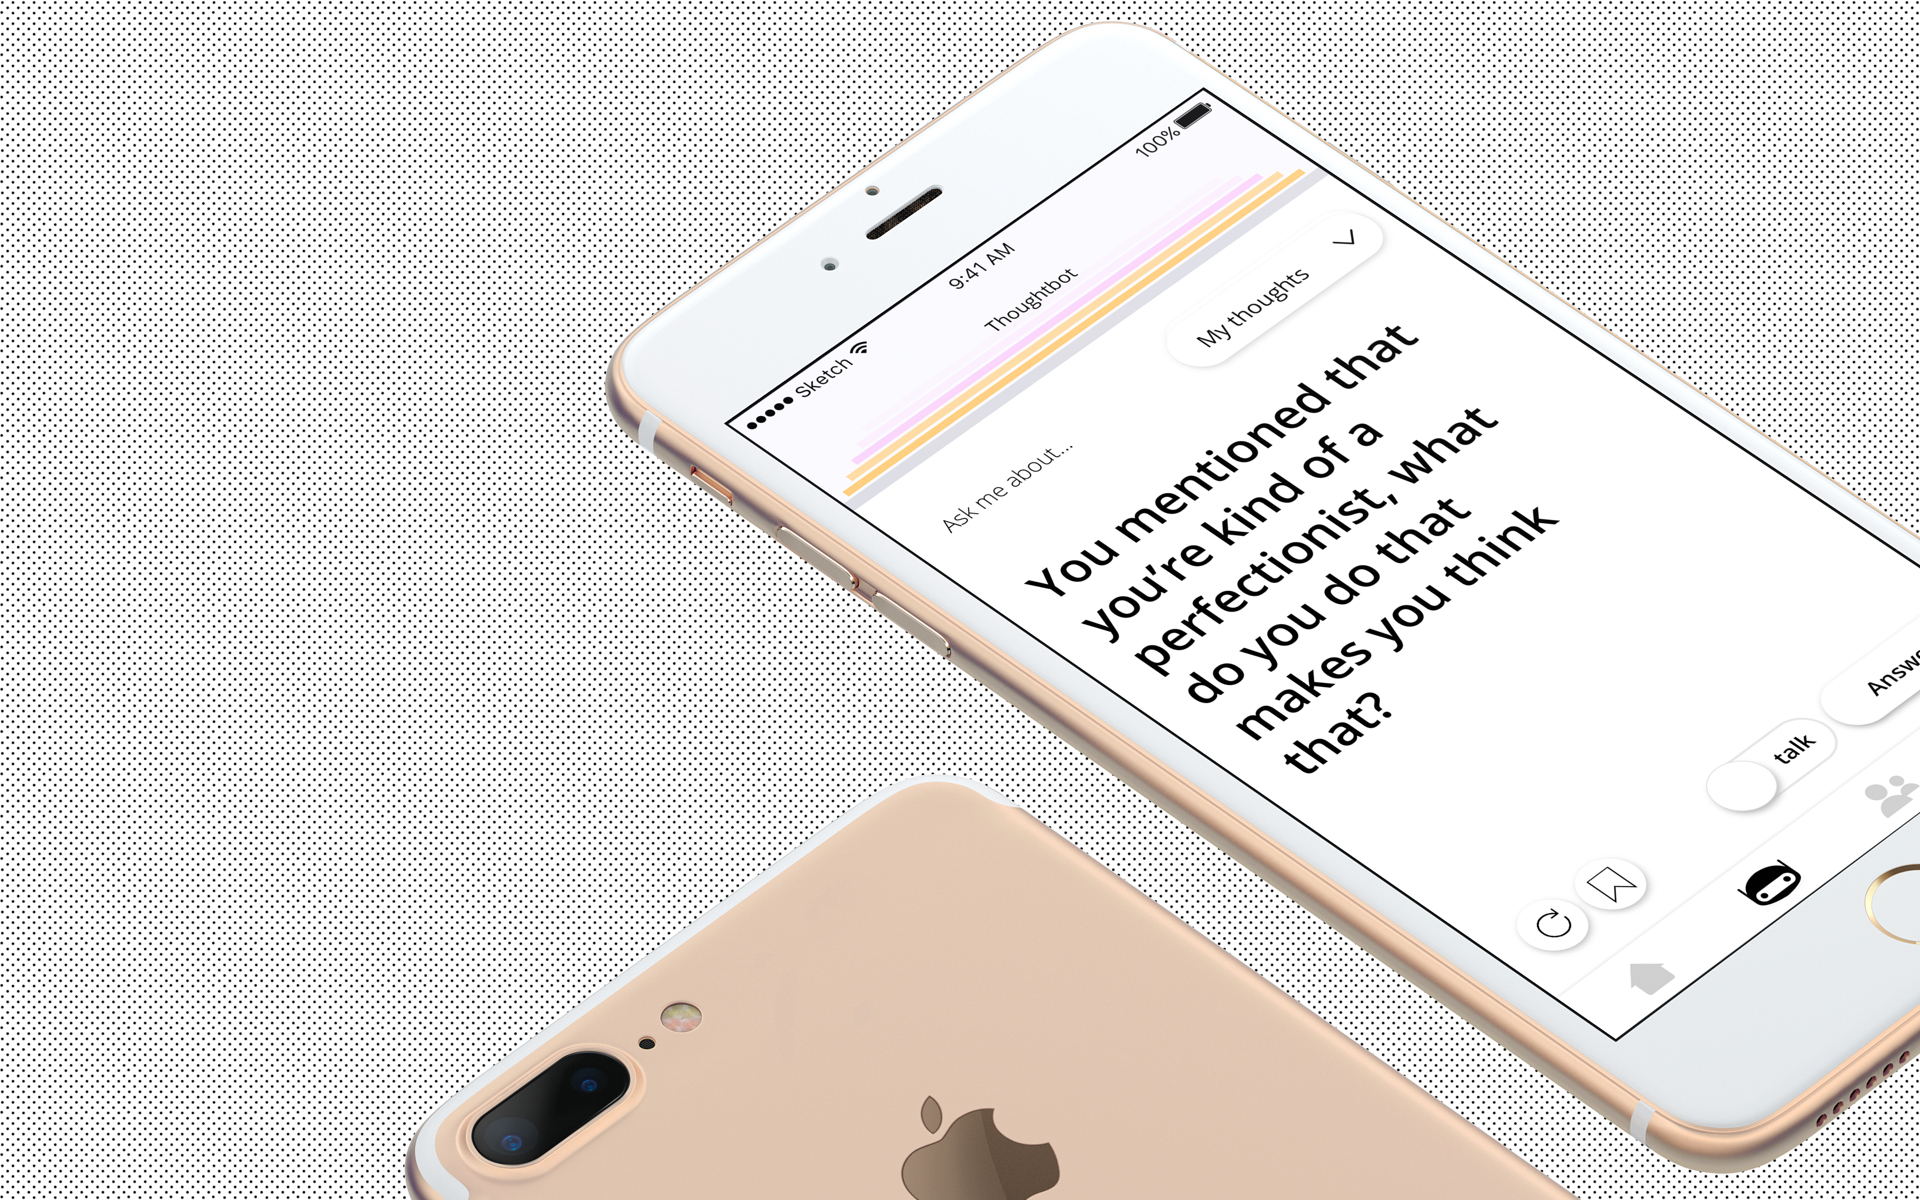 ●●●●● Sketch 9:41 AM 100%
Thoughtbot
Ask me about...
My thoughts
You mentioned that
you're kind of a
perfectionist, what
do you do that
makes you think
that?
talk